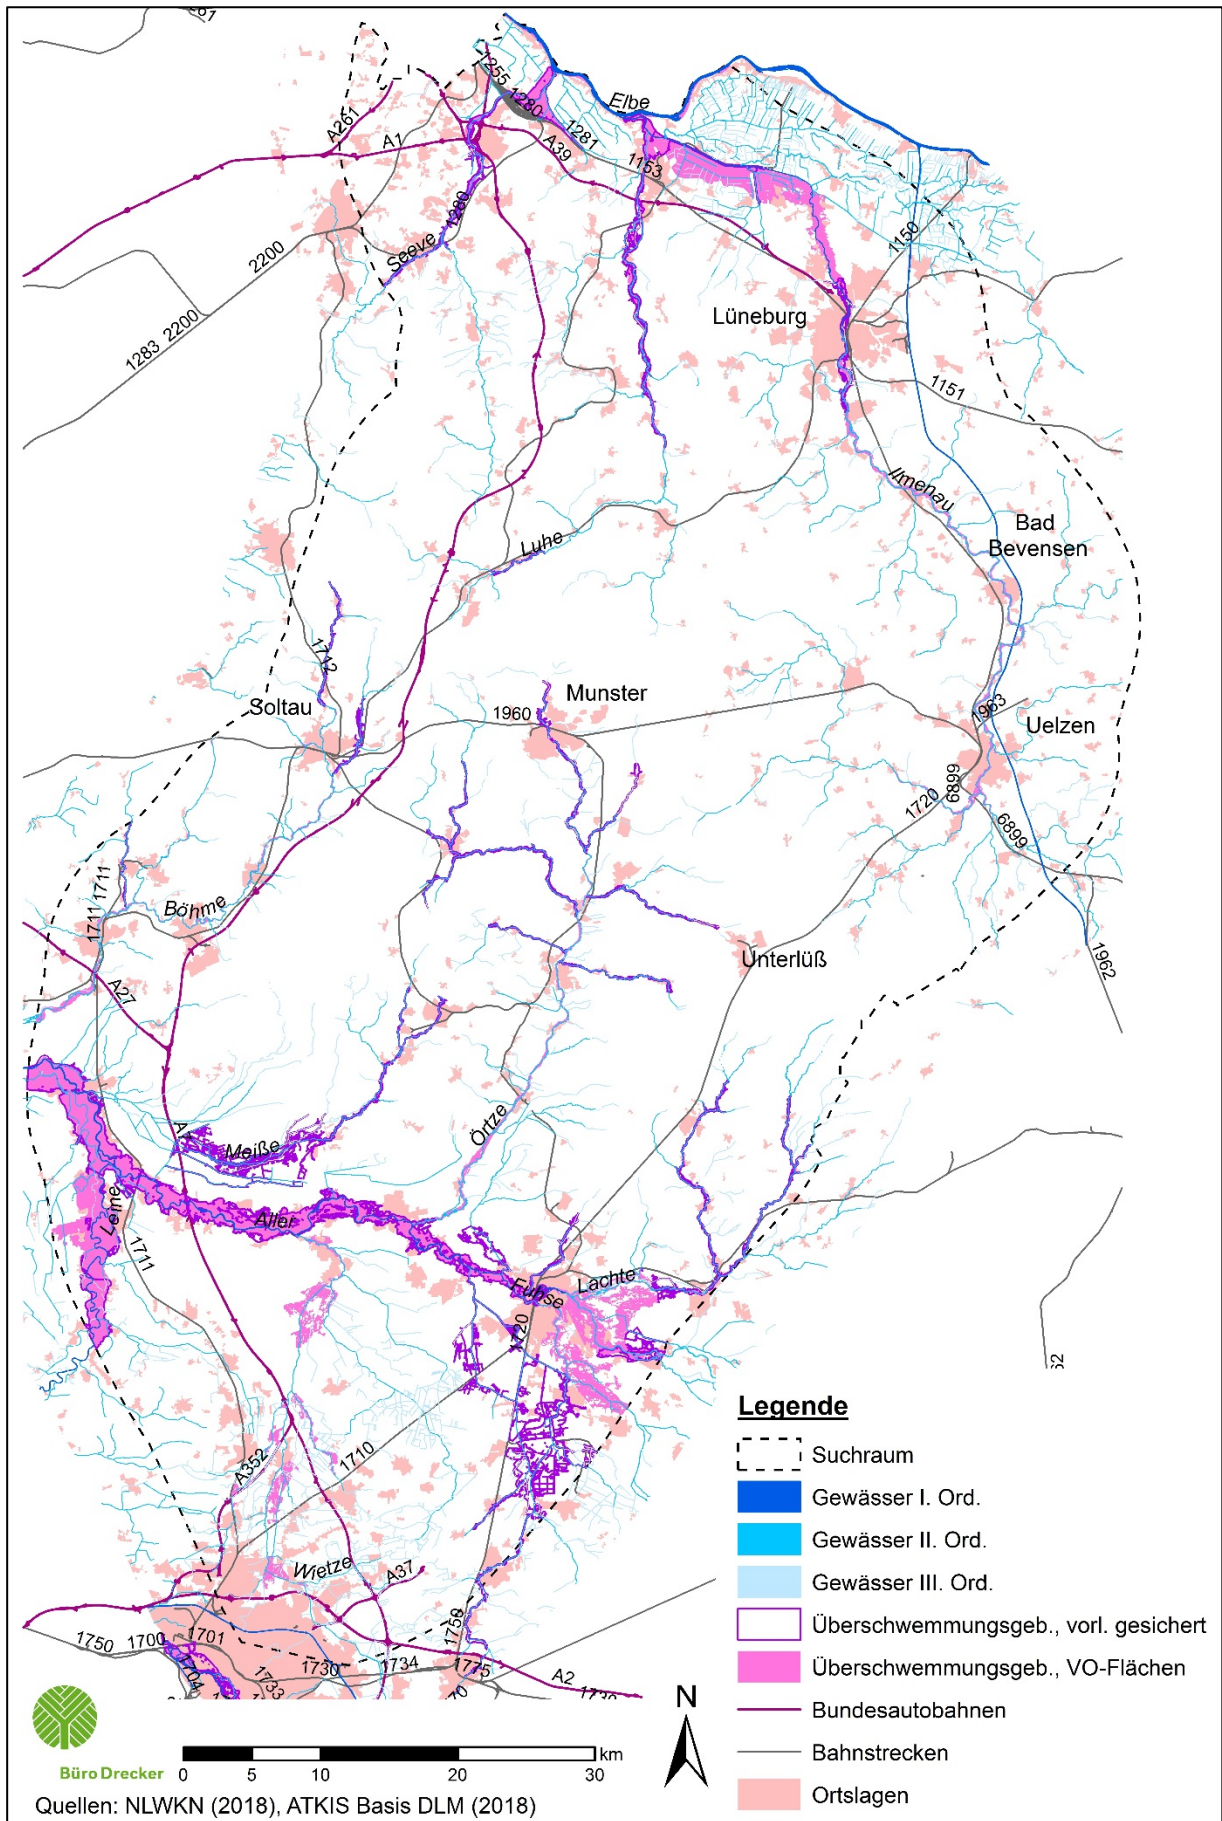 1255
1280
Elbe
A261
A1
1281
A39
1153
1280
Seeve
1150
2200
Lüneburg
1283
2200
1151
Ilmenau
Bad
Bevensen
Luhe
1712
Soltau
Munster
1960
1963
Uelzen
6899
1720
6899
1711
1711
Böhme
Unterlüß
1962
A27
Örtze
A7
Meiße
Leine
Aller
1711
Fuhse
Lachte
1720
A352
1710
Wietze
A37
1750
1700
1701
1704
1733
1730
1734
1758
1775
A2
Legende
Suchraum
Gewässer I. Ord.
Gewässer II. Ord.
Gewässer III. Ord.
Überschwemmungsgeb., vorl. gesichert
Überschwemmungsgeb., VO-Flächen
Bundesautobahnen
Bahnstrecken
Ortslagen
N
km
0 5 10 20 30
Büro Drecker
Quellen: NLWKN (2018), ATKIS Basis DLM (2018)